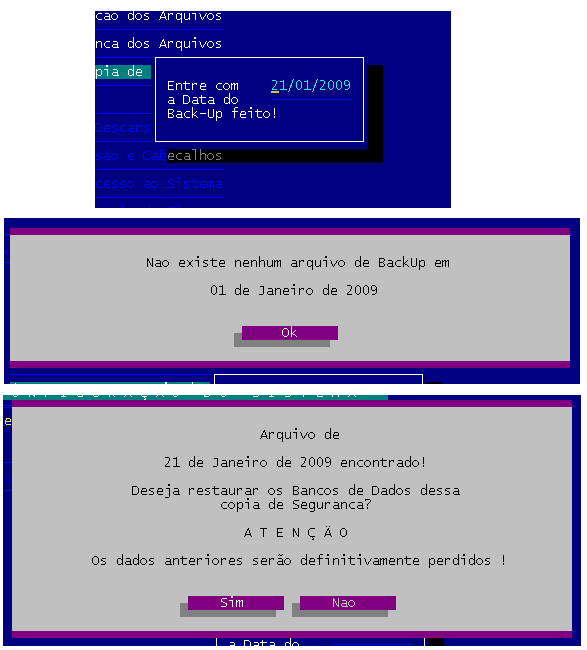 cao dos Arquivos
nca dos Arquivos
pia de
Entre com 21/01/2009
a Data do
Back-Up feito!
Descans
são e Cabecalhos
cesso ao Sistema
Nao existe nenhum arquivo de BackUp em
01 de Janeiro de 2009
Ok
O N F I G U R A Ç Ã O D O S I S T E M A
e
Arquivo de
21 de Janeiro de 2009 encontrado!
Deseja restaurar os Bancos de Dados dessa
copia de Seguranca?
A T E N Ç Ã O
Os dados anteriores serão definitivamente perdidos !
Sim Nao
a Data do